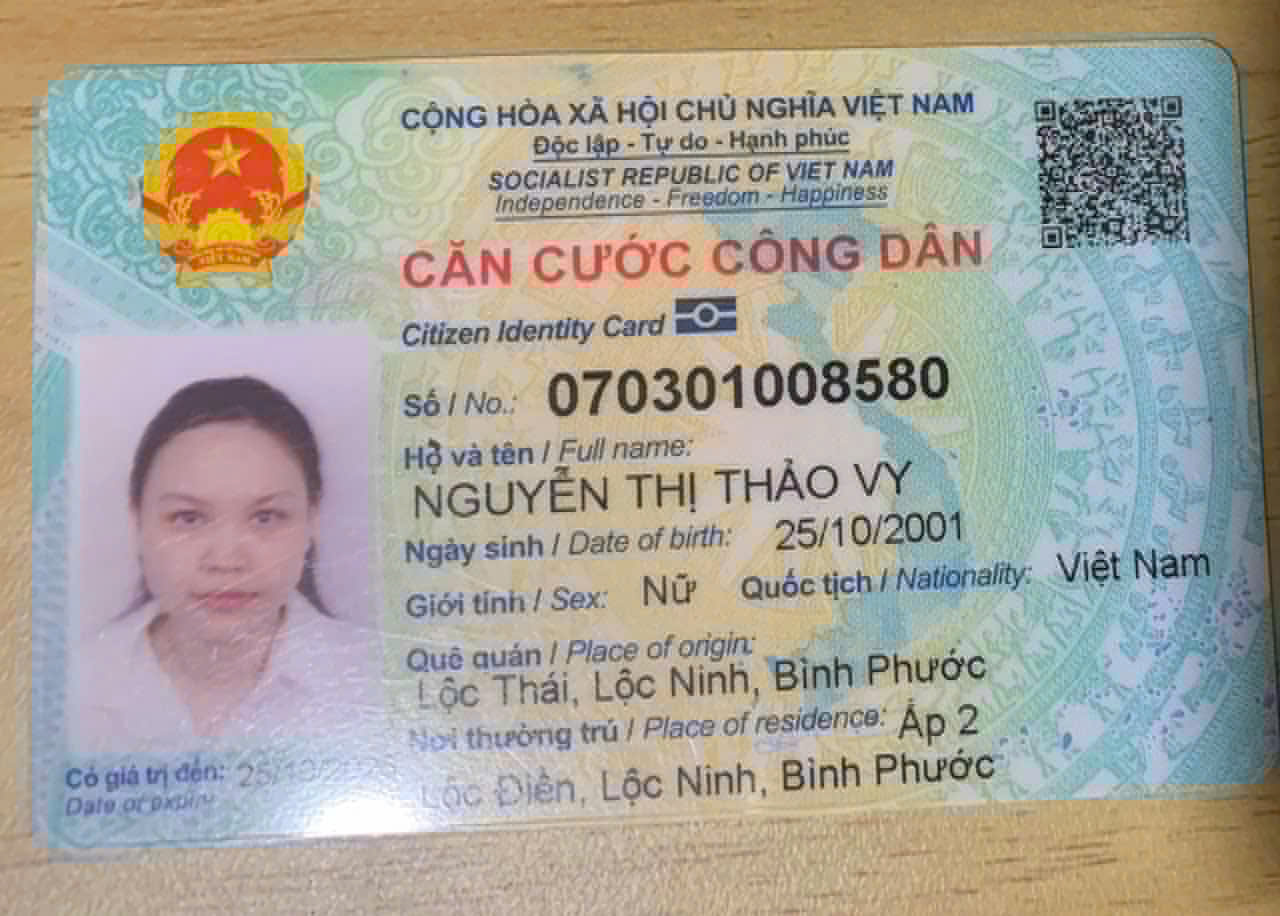 CỘNG HÒA XÃ HỘI CHỦ NGHĨA VIỆT NAM
Độc lập - Tự do - Hạnh phúc
SOCIALIST REPUBLIC OF VIET NAM
Independence - Freedom - Happiness
CĂN CƯỚC CÔNG DÂN
Citizen Identity Card
Số / No.: 070301008580
Họ và tên / Full name:
NGUYỄN THỊ THẢO VY
Ngày sinh / Date of birth: 25/10/2001
Giới tính / Sex: Nữ Quốc tịch / Nationality: Việt Nam
Quê quán / Place of origin:
Lộc Thái, Lộc Ninh, Bình Phước
Nơi thường trú / Place of residence: Ấp 2
Lộc Điền, Lộc Ninh, Bình Phước
Có giá trị đến:
Date of expiry
VIỆT NAM